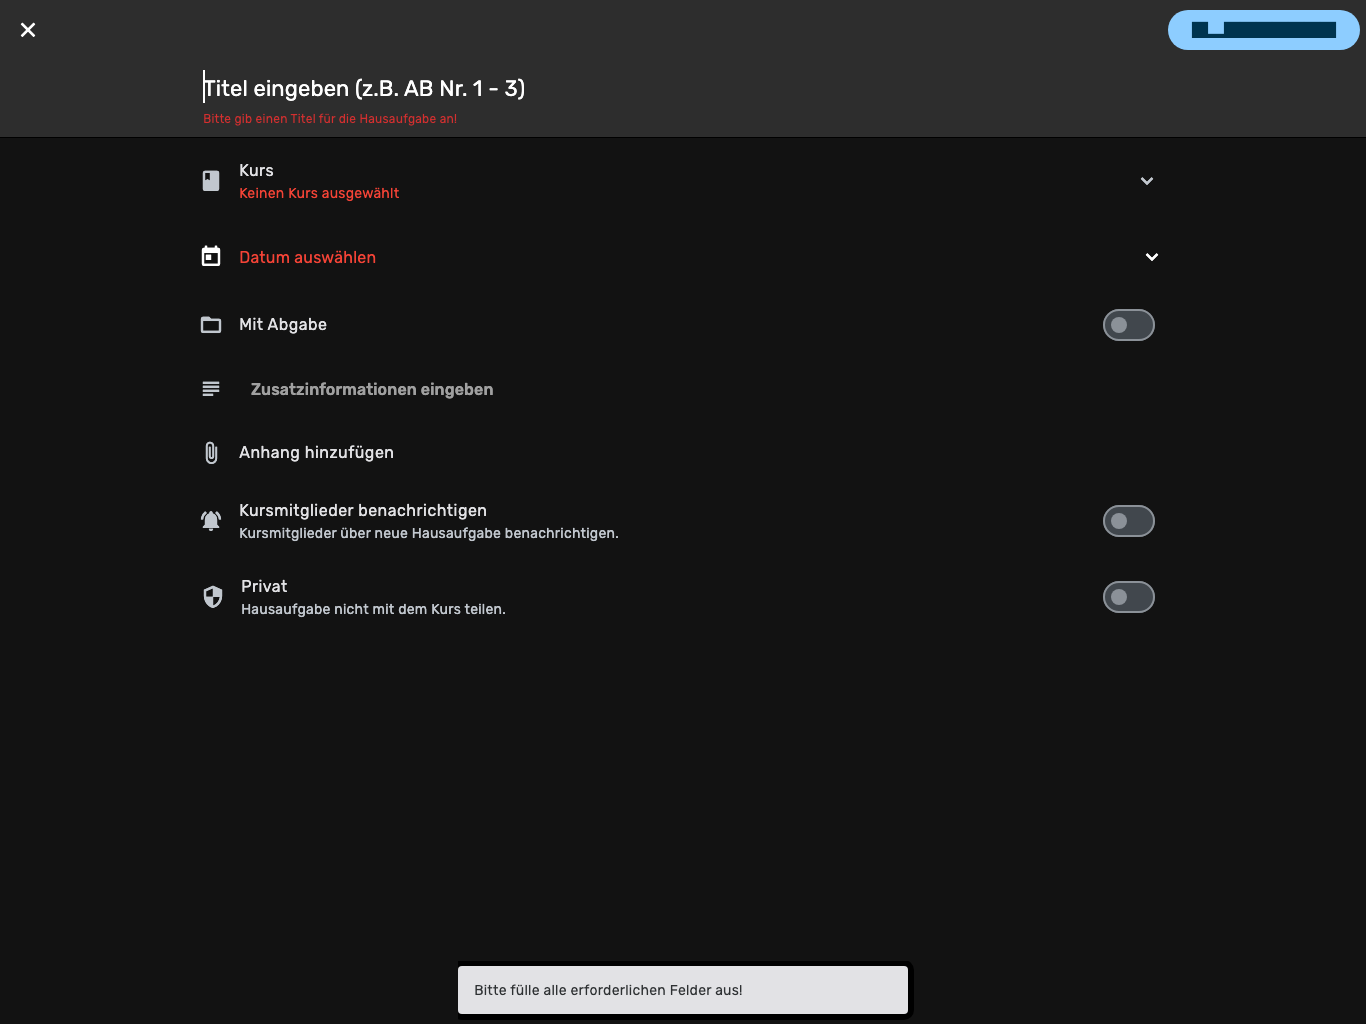 Titel eingeben (z.B. AB Nr. 1 - 3)
Bitte gib einen Titel für die Hausaufgabe an!
Kurs
Keinen Kurs ausgewählt
Datum auswählen
Mit Abgabe
Zusatzinformationen eingeben
Anhang hinzufügen
Kursmitglieder benachrichtigen
Kursmitglieder über neue Hausaufgabe benachrichtigen.
Privat
Hausaufgabe nicht mit dem Kurs teilen.
Bitte fülle alle erforderlichen Felder aus!